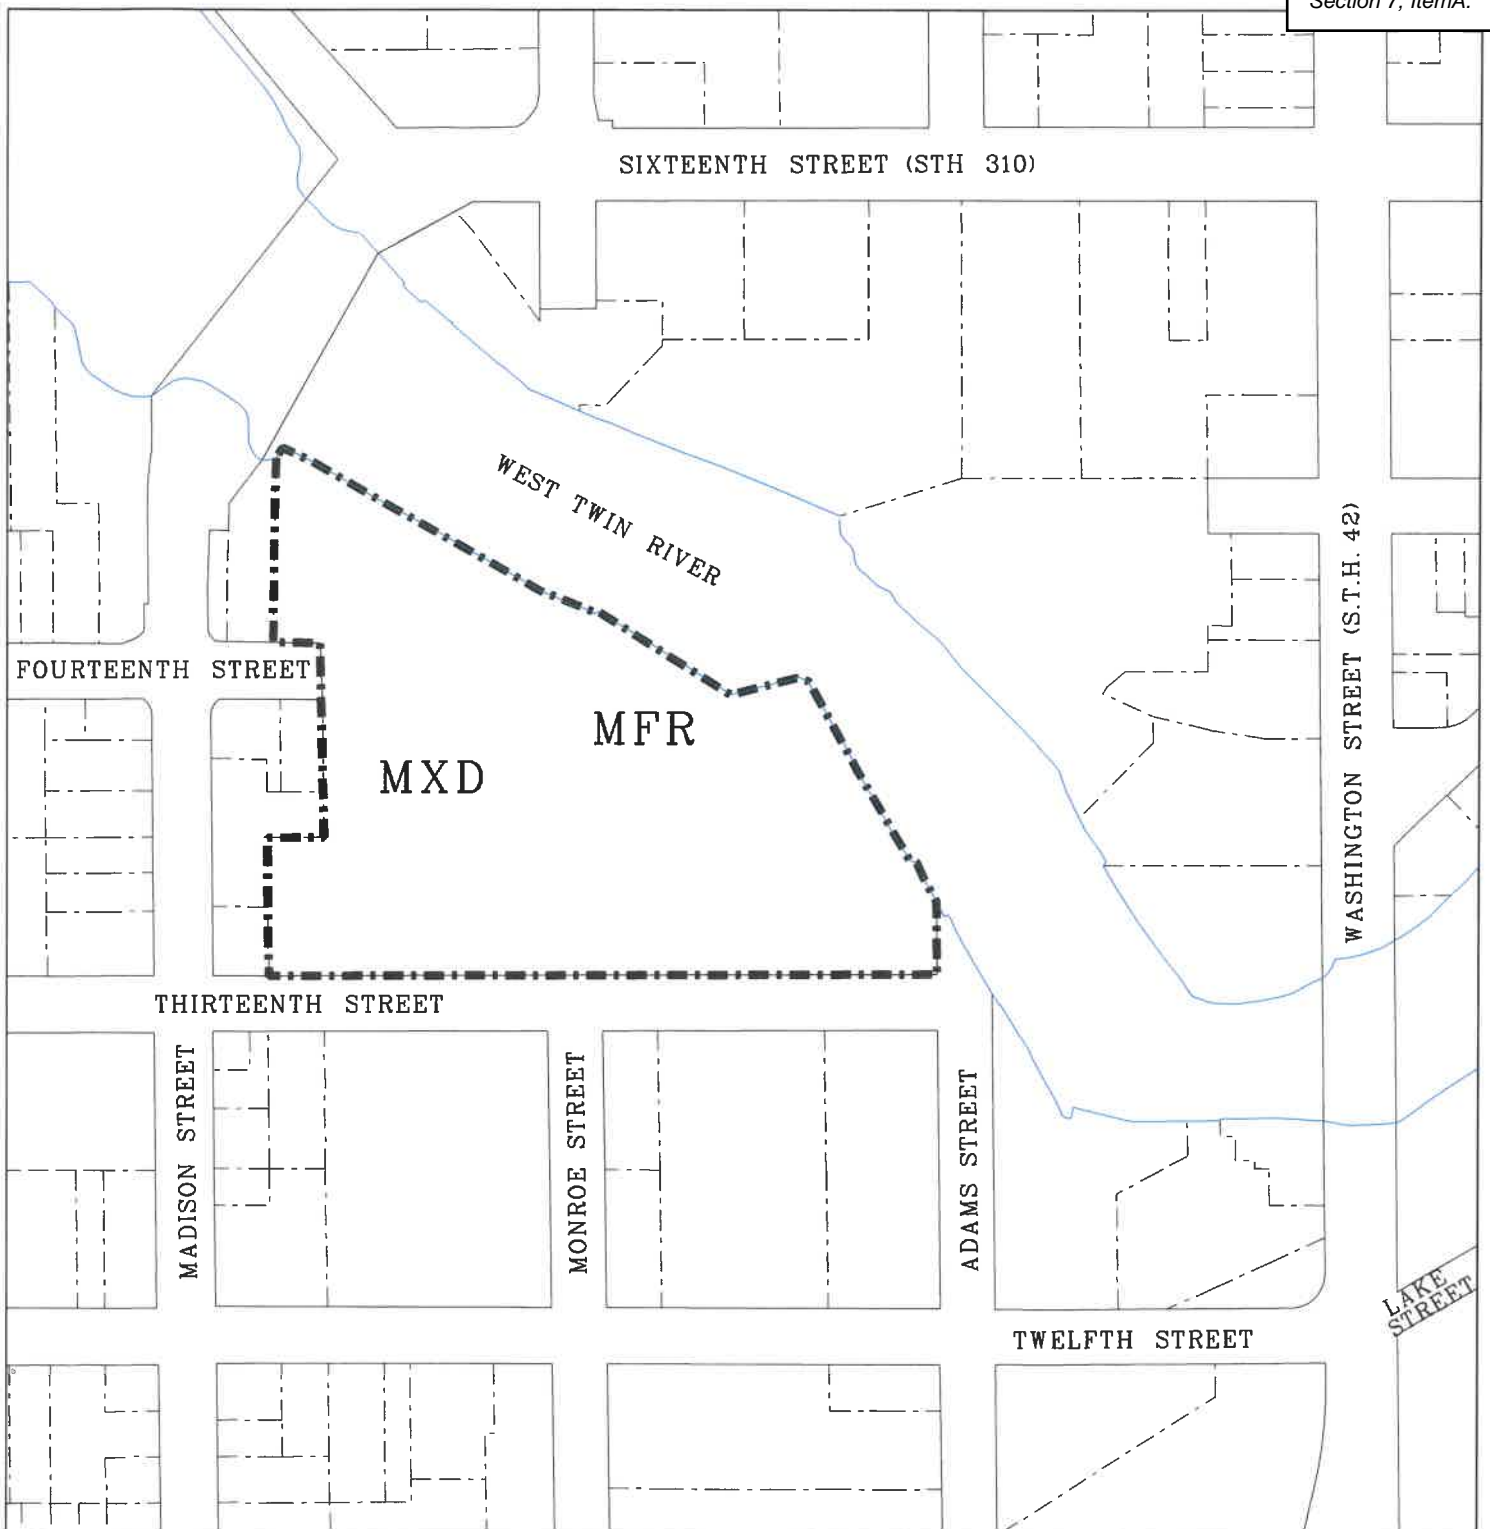 Section 7, ItemA.
SIXTEENTH STREET (STH 310)
WEST TWIN RIVER
WASHINGTON STREET (S.T.H. 42)
FOURTEENTH STREET
MFR
MXD
THIRTEENTH STREET
MADISON STREET
MONROE STREET
ADAMS STREET
LAKE
STREET
TWELFTH STREET